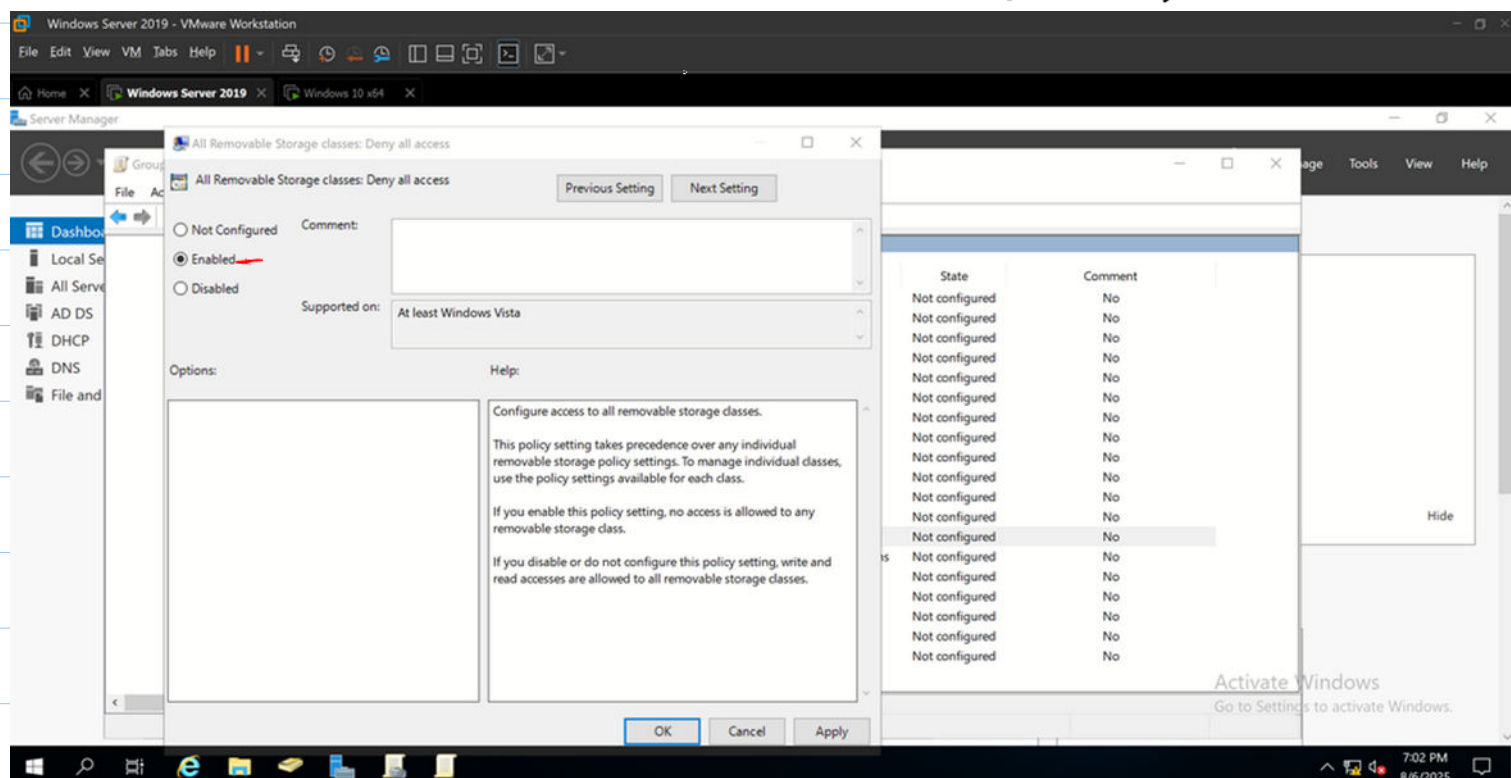 Windows Server 2019 - VMware Workstation
File Edit View VM Tabs Help
Home Windows Server 2019 Windows 10 x64
Server Manager
All Removable Storage classes: Deny all access
Group
File Ac
age Tools View Help
All Removable Storage classes: Deny all access
Previous Setting Next Setting
Not Configured
Comment:
Enabled
Disabled
Supported on:
At least Windows Vista
Options:
Help:
Configure access to all removable storage classes.
This policy setting takes precedence over any individual
removable storage policy settings. To manage individual classes,
use the policy settings available for each class.
If you enable this policy setting, no access is allowed to any
removable storage class.
If you disable or do not configure this policy setting, write and
read accesses are allowed to all removable storage classes.
OK Cancel Apply
Dashboa
Local Se
All Serve
AD DS
DHCP
DNS
File and
State Comment
Not configured No
Not configured No
Not configured No
Not configured No
Not configured No
Not configured No
Not configured No
Not configured No
Not configured No
Not configured No
Not configured No
Not configured No
Not configured No
ns Not configured No
Not configured No
Not configured No
Not configured No
Not configured No
Not configured No
Hide
Activate Windows
Go to Settings to activate Windows.
7:02 PM
8/6/2025